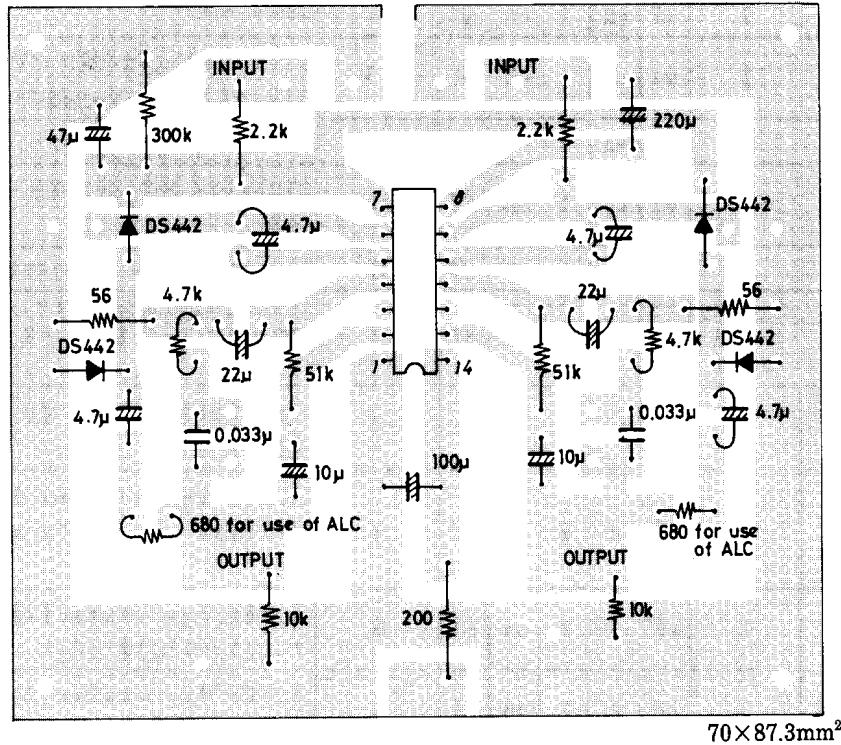 INPUT
INPUT
47μ
300k
2.2k
2.2k
220μ
7
8
DS442
4.7μ
4.7μ
DS442
56
4.7k
22μ
22μ
4.7k
56
DS442
DS442
51k
1
14
51k
4.7μ
0.033μ
10μ
100μ
10μ
0.033μ
4.7μ
680 for use of ALC
680 for use
of ALC
OUTPUT
OUTPUT
10k
200
10k
70×87.3mm²